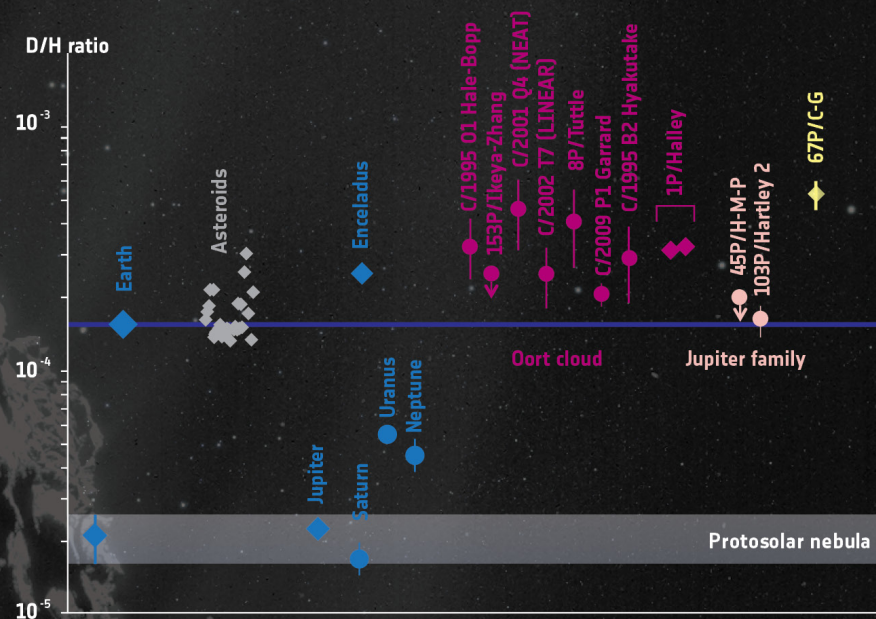 D/H ratio
10-3
10-4
10-5
Earth
Asteroids
Enceladus
Jupiter
Saturn
Uranus
Neptune
C/1995 O1 Hale-Bopp
153P/Ikeya-Zhang
C/2001 Q4 (NEAT)
C/2002 T7 (LINEAR)
8P/Tuttle
C/2009 P1 Garrard
C/1995 B2 Hyakutake
1P/Halley
45P/H-M-P
103P/Hartley 2
67P/C-G
Oort cloud
Jupiter family
Protosolar nebula